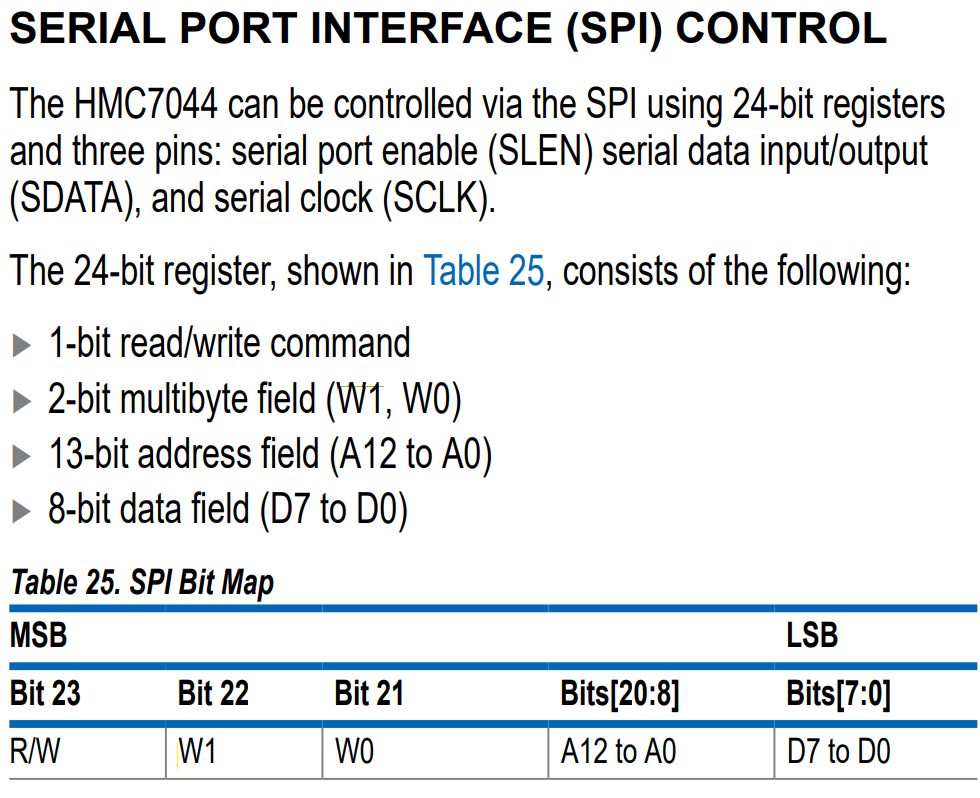 SERIAL PORT INTERFACE (SPI) CONTROL
The HMC7044 can be controlled via the SPI using 24-bit registers
and three pins: serial port enable (SLEN) serial data input/output
(SDATA), and serial clock (SCLK).
The 24-bit register, shown in Table 25, consists of the following:
1-bit read/write command
2-bit multibyte field (W1, W0)
13-bit address field (A12 to A0)
8-bit data field (D7 to D0)
Table 25. SPI Bit Map
MSB LSB
Bit 23 Bit 22 Bit 21 Bits[20:8] Bits[7:0]
R/W W1 W0 A12 to A0 D7 to D0